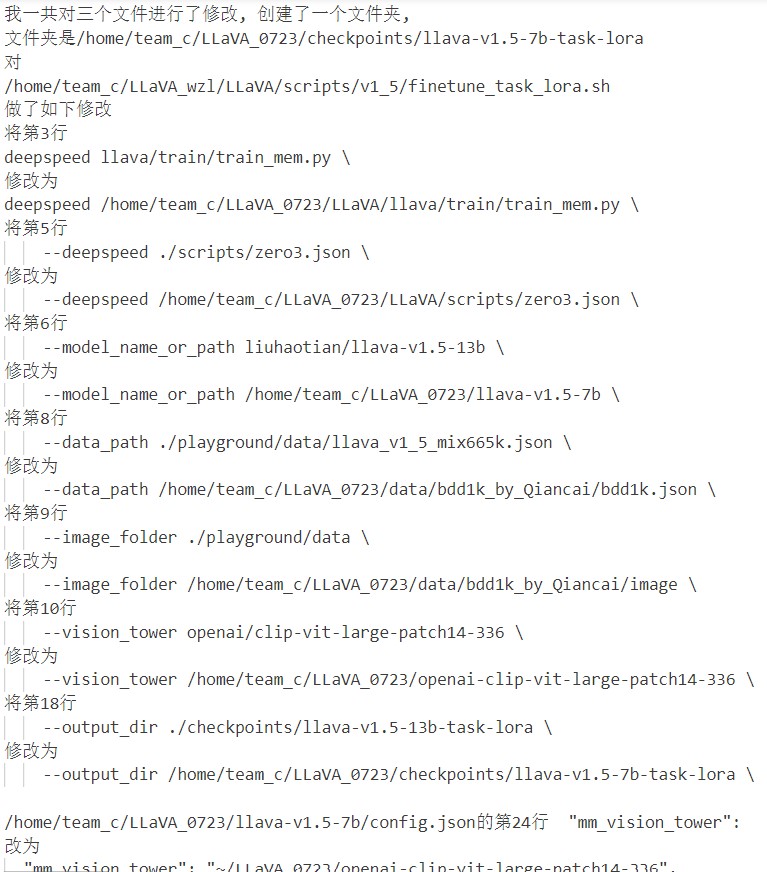 我一共对三个文件进行了修改, 创建了一个文件夹,
文件夹是/home/team_c/LLaVA_0723/checkpoints/llava-v1.5-7b-task-lora
对
/home/team_c/LLaVA_wzl/LLaVA/scripts/v1_5/finetune_task_lora.sh
做了如下修改
将第3行
deepspeed llava/train/train_mem.py \
修改为
deepspeed /home/team_c/LLaVA_0723/LLaVA/llava/train/train_mem.py \
将第5行
--deepspeed ./scripts/zero3.json \
修改为
--deepspeed /home/team_c/LLaVA_0723/LLaVA/scripts/zero3.json \
将第6行
--model_name_or_path liuhaotian/llava-v1.5-13b \
修改为
--model_name_or_path /home/team_c/LLaVA_0723/llava-v1.5-7b \
将第8行
--data_path ./playground/data/llava_v1_5_mix665k.json \
修改为
--data_path /home/team_c/LLaVA_0723/data/bdd1k_by_Qiancai/bdd1k.json \
将第9行
--image_folder ./playground/data \
修改为
--image_folder /home/team_c/LLaVA_0723/data/bdd1k_by_Qiancai/image \
将第10行
--vision_tower openai/clip-vit-large-patch14-336 \
修改为
--vision_tower /home/team_c/LLaVA_0723/openai-clip-vit-large-patch14-336 \
将第18行
--output_dir ./checkpoints/llava-v1.5-13b-task-lora \
修改为
--output_dir /home/team_c/LLaVA_0723/checkpoints/llava-v1.5-7b-task-lora \
/home/team_c/LLaVA_0723/llava-v1.5-7b/config.json的第24行  "mm_vision_tower":
改为
"mm_vision_tower": "~/LLaVA_0723/openai-clip-vit-large-patch14-336",